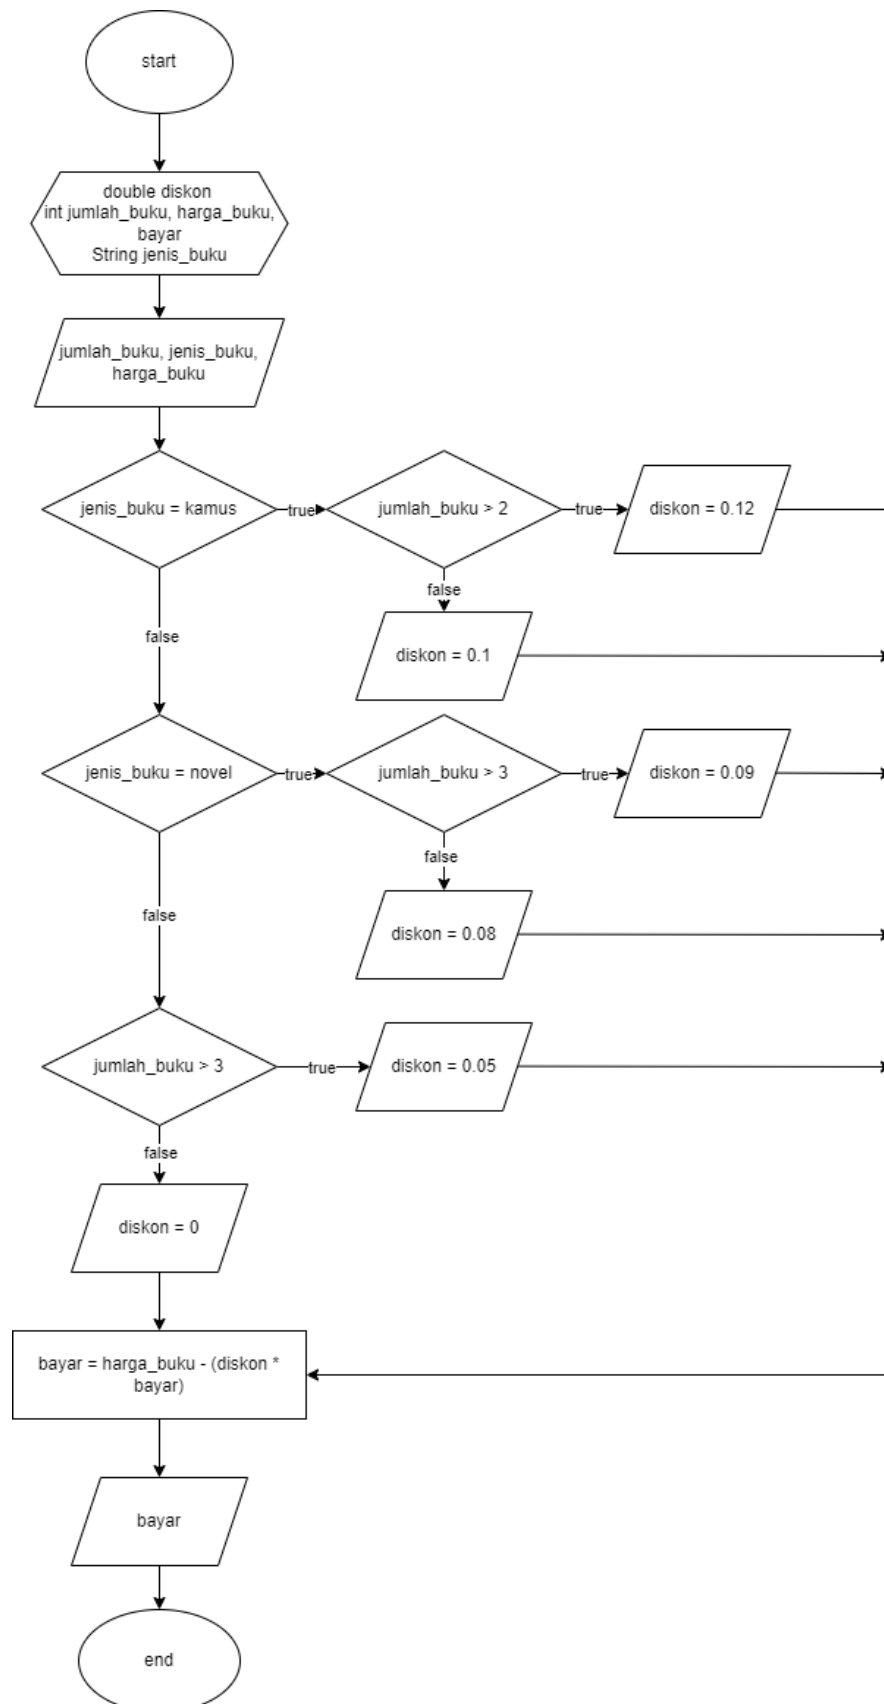 start
double diskon
int jumlah_buku, harga_buku,
bayar
String jenis_buku
jumlah_buku, jenis_buku,
harga_buku
jenis_buku = kamus
true
jumlah_buku > 2
true
diskon = 0.12
false
diskon = 0.1
false
jenis_buku = novel
true
jumlah_buku > 3
true
diskon = 0.09
false
diskon = 0.08
false
jumlah_buku > 3
true
diskon = 0.05
false
diskon = 0
bayar = harga_buku - (diskon *
bayar)
bayar
end